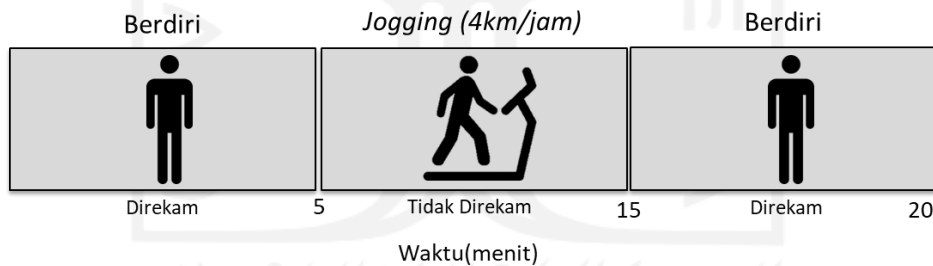 Berdiri Jogging (4km/jam) Berdiri
Direkam 5 Tidak Direkam 15 Direkam 20
Waktu(menit)